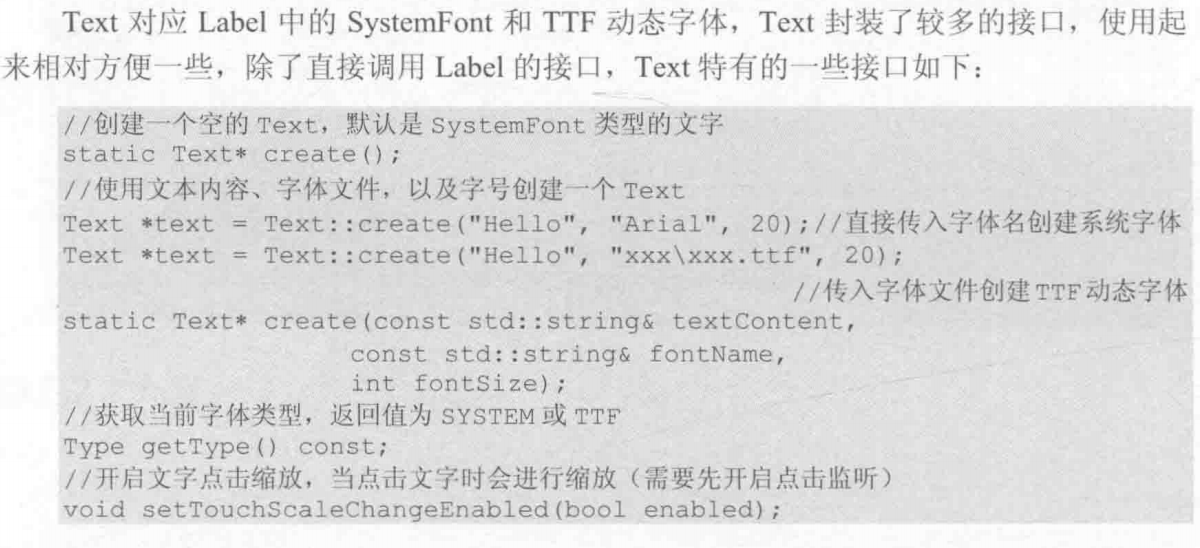 Text 对应 Label 中的 SystemFont 和 TTF 动态字体，Text 封装了较多的接口，使用起
来相对方便一些，除了直接调用 Label 的接口，Text 特有的一些接口如下：
//创建一个空的 Text，默认是 SystemFont 类型的文字
static Text* create();
//使用文本内容、字体文件，以及字号创建一个 Text
Text *text = Text::create("Hello", "Arial", 20);//直接传入字体名创建系统字体
Text *text = Text::create("Hello", "xxx\xxx.ttf", 20);
//传入字体文件创建 TTF 动态字体
static Text* create(const std::string& textContent,
const std::string& fontName,
int fontSize);
//获取当前字体类型，返回值为 SYSTEM 或 TTF
Type getType() const;
//开启文字点击缩放，当点击文字时会进行缩放（需要先开启点击监听）
void setTouchScaleChangeEnabled(bool enabled);